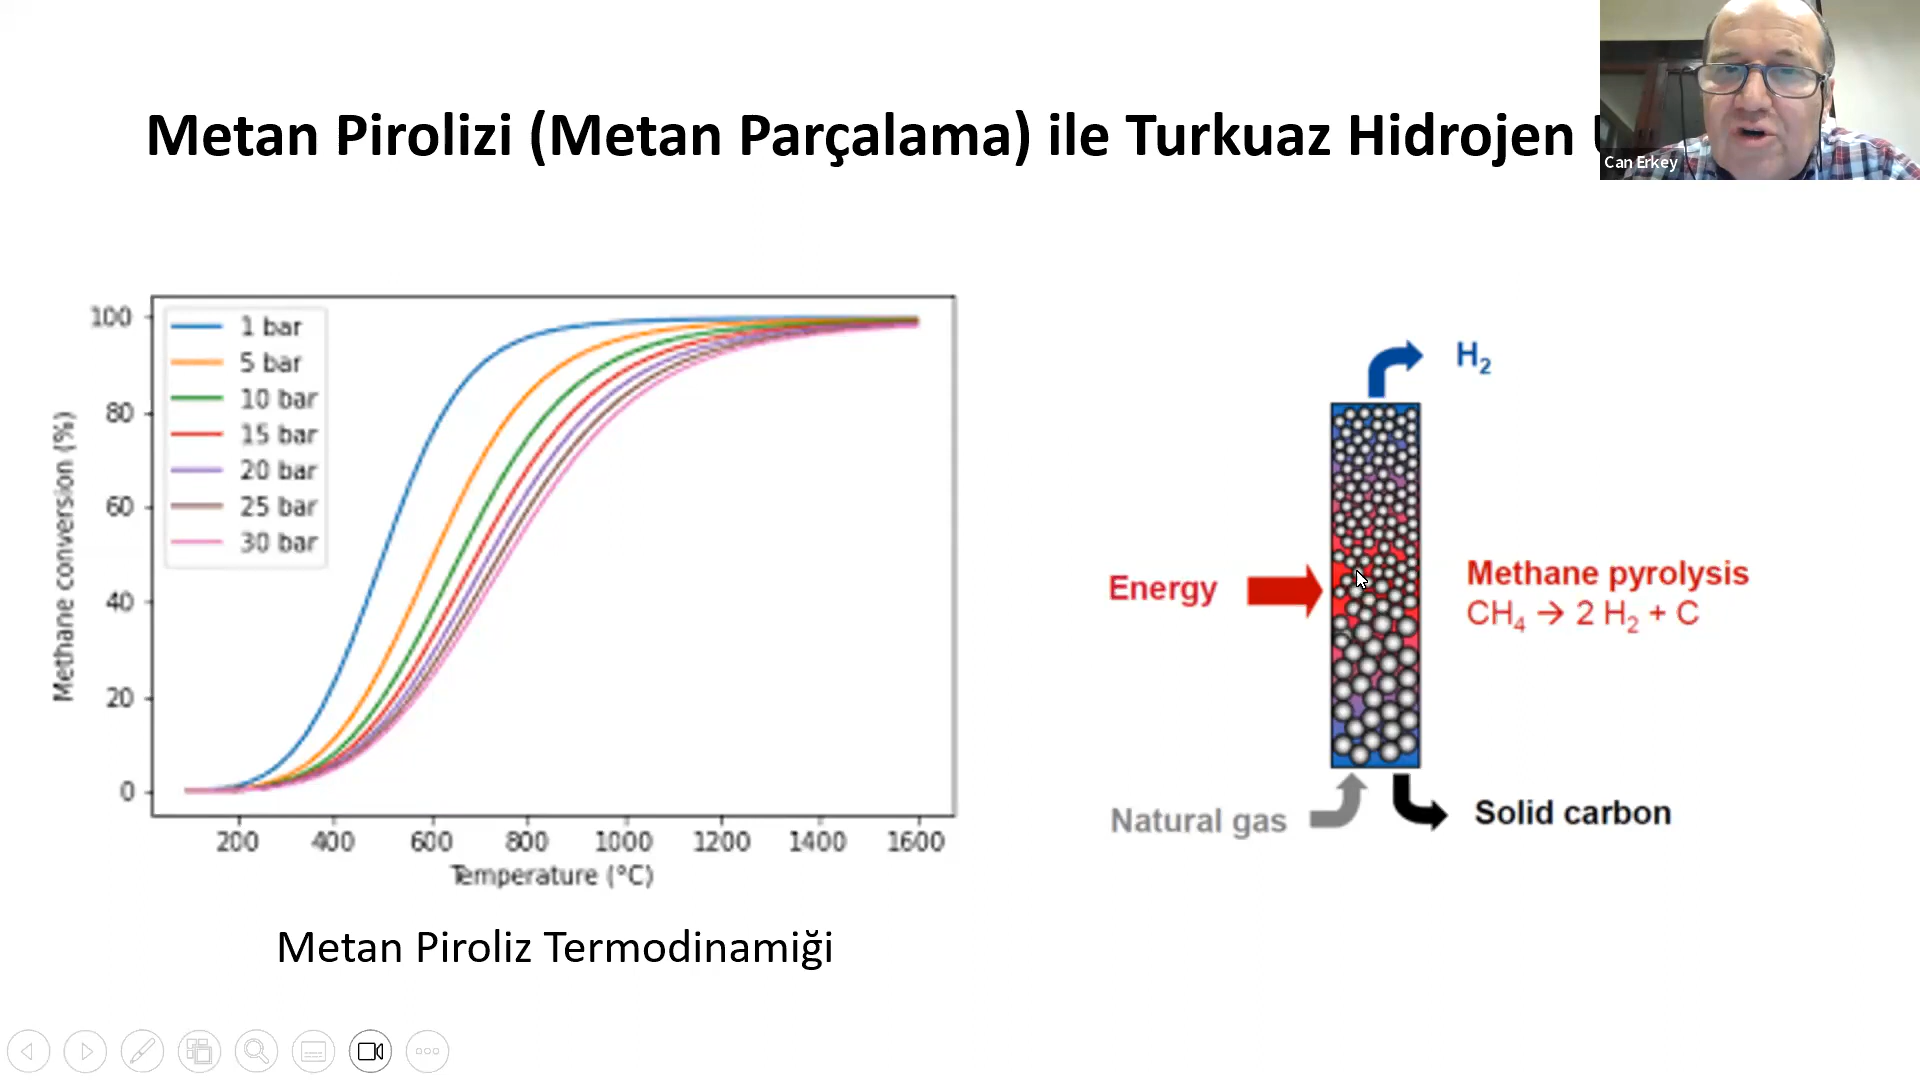 Metan Pirolizi (Metan Parçalama) ile Turkuaz Hidrojen
Can Erkey
100
80
60
40
20
0
Methane conversion (%)
1 bar
5 bar
10 bar
15 bar
20 bar
25 bar
30 bar
200 400 600 800 1000 1200 1400 1600
Temperature (°C)
Metan Piroliz Termodinamiği
H₂
Energy
Methane pyrolysis
CH₄ → 2 H₂ + C
Natural gas
Solid carbon